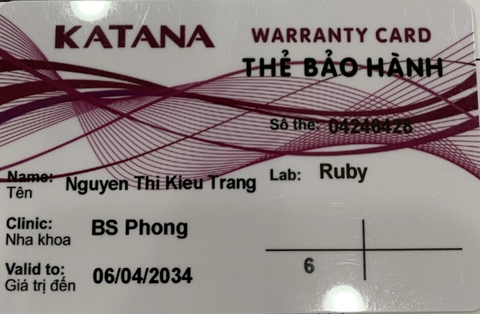 KATANA WARRANTY CARD
THẺ BẢO HÀNH
Số thẻ: 04246428
Name: Nguyen Thi Kieu Trang Lab: Ruby
Tên
Clinic: BS Phong
Nha khoa
Valid to: 06/04/2034
Giá trị đến
6